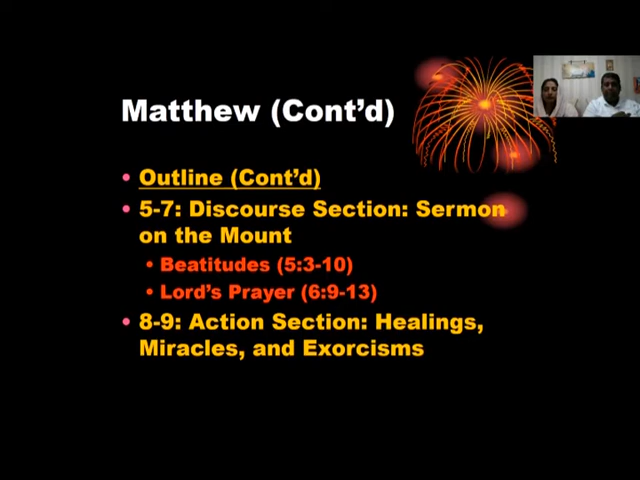 Matthew (Cont'd)
• Outline (Cont'd)
• 5-7: Discourse Section: Sermon
on the Mount
• Beatitudes (5:3-10)
• Lord's Prayer (6:9-13)
• 8-9: Action Section: Healings,
Miracles, and Exorcisms